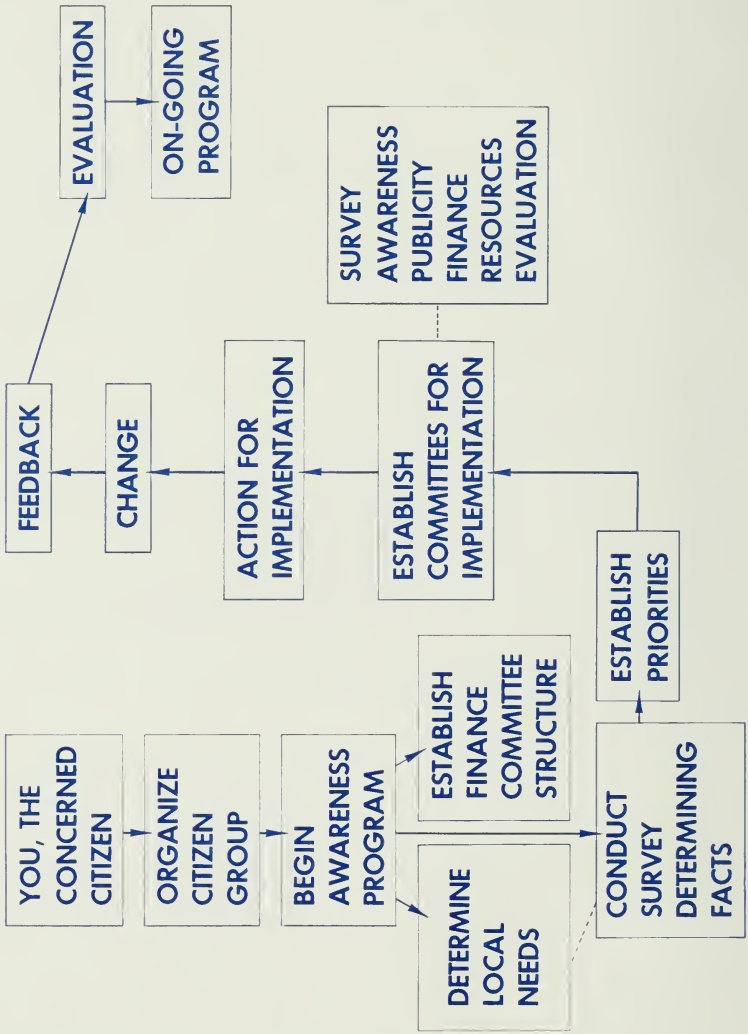 YOU, THE
CONCERNED
CITIZEN
ORGANIZE
CITIZEN
GROUP
BEGIN
AWARENESS
PROGRAM
DETERMINE
LOCAL
NEEDS
ESTABLISH
FINANCE
COMMITTEE
STRUCTURE
CONDUCT
SURVEY
DETERMINING
FACTS
ESTABLISH
PRIORITIES
ESTABLISH
COMMITTEES FOR
IMPLEMENTATION
SURVEY
AWARENESS
PUBLICITY
FINANCE
RESOURCES
EVALUATION
ACTION FOR
IMPLEMENTATION
CHANGE
FEEDBACK
EVALUATION
ON-GOING
PROGRAM